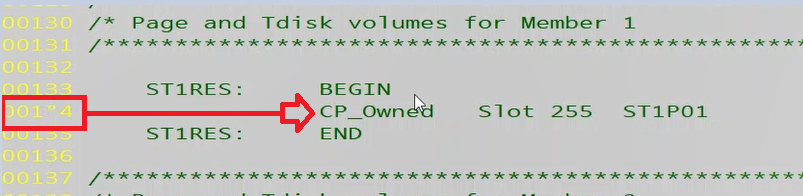 00130 /* Page and Tdisk volumes for Member 1
00131 /***************************************************
00132
00133 ST1RES: BEGIN
001"4 CP_Owned Slot 255 ST1P01
00135 ST1RES: END
00136
00137 /***************************************************